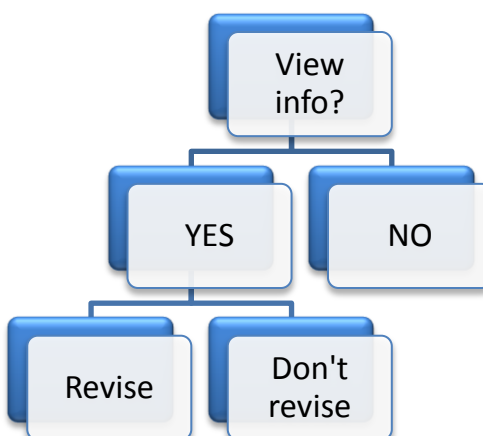 View
info?
YES
NO
Revise
Don't
revise